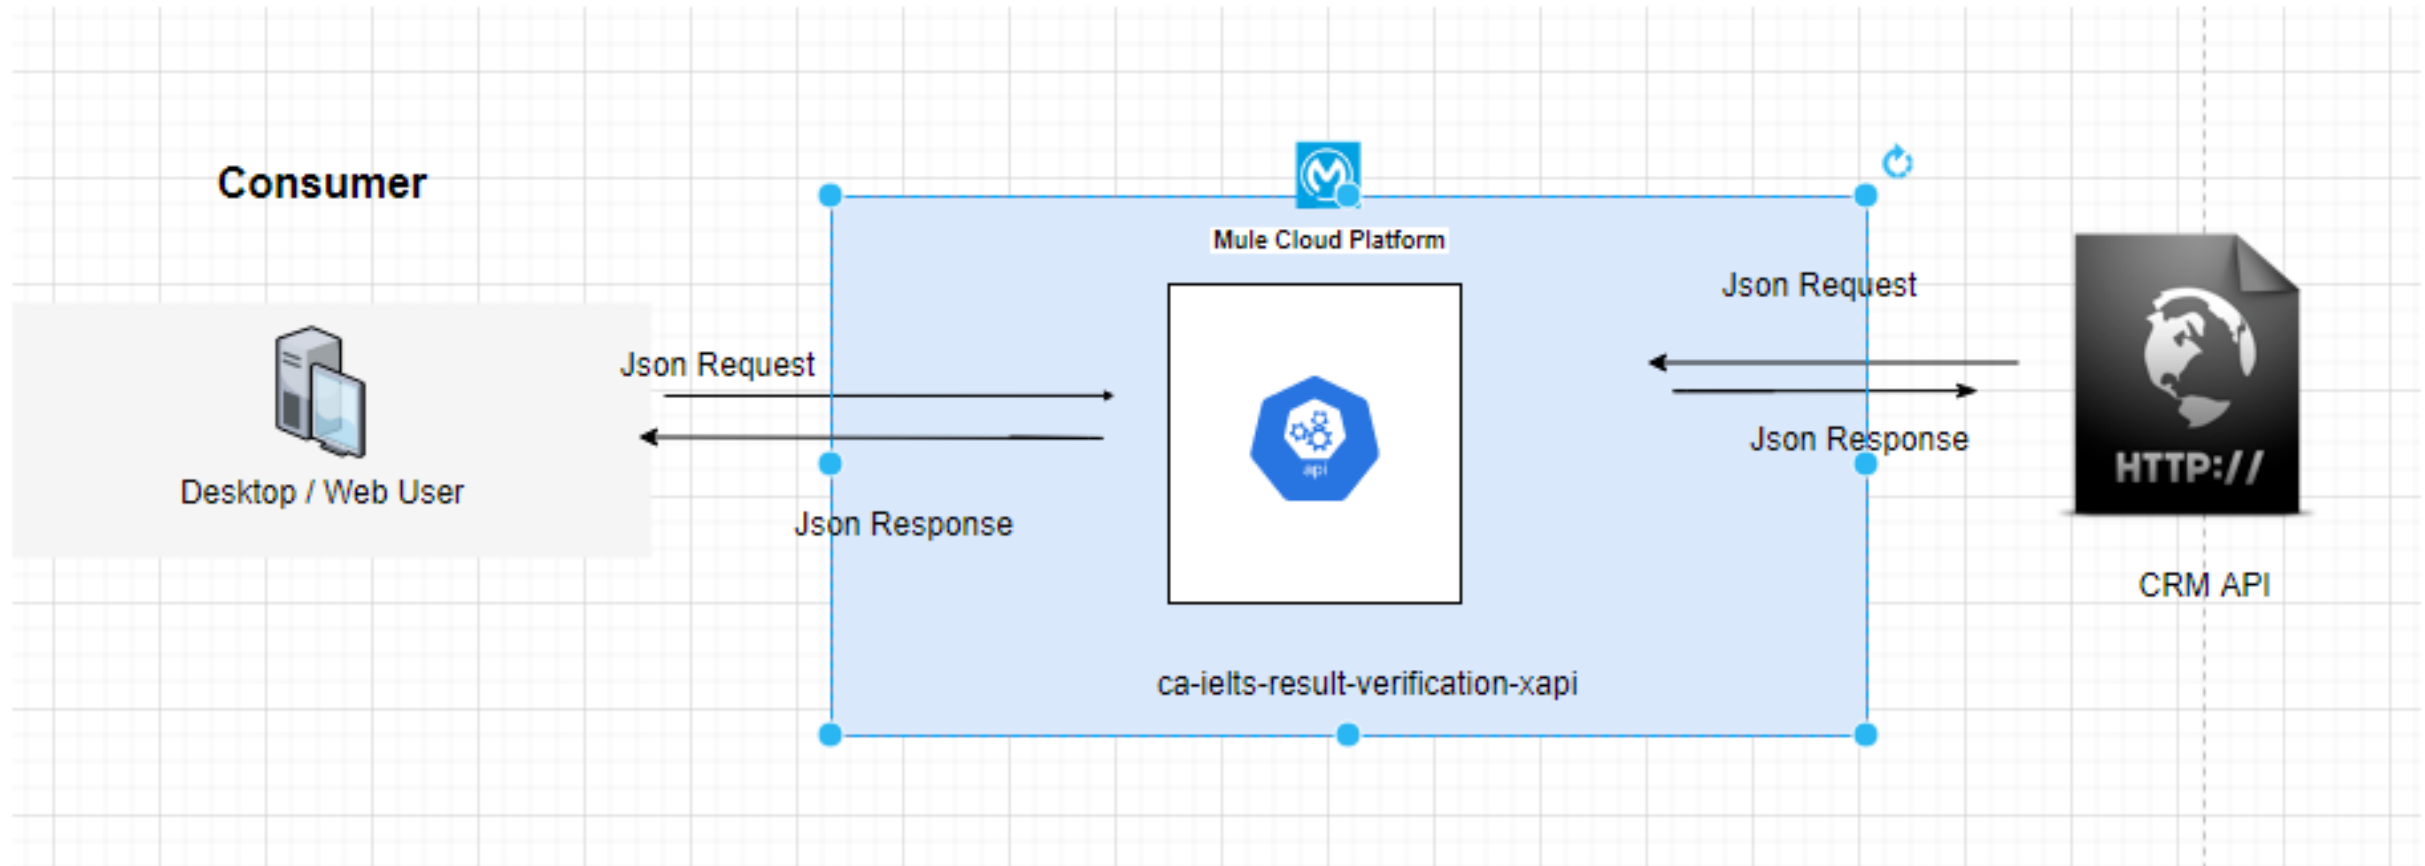 Consumer
Mule Cloud Platform
Json Request
Json Request
Desktop / Web User
Json Response
api
Json Response
HTTP://
CRM API
ca-ielts-result-verification-xapi